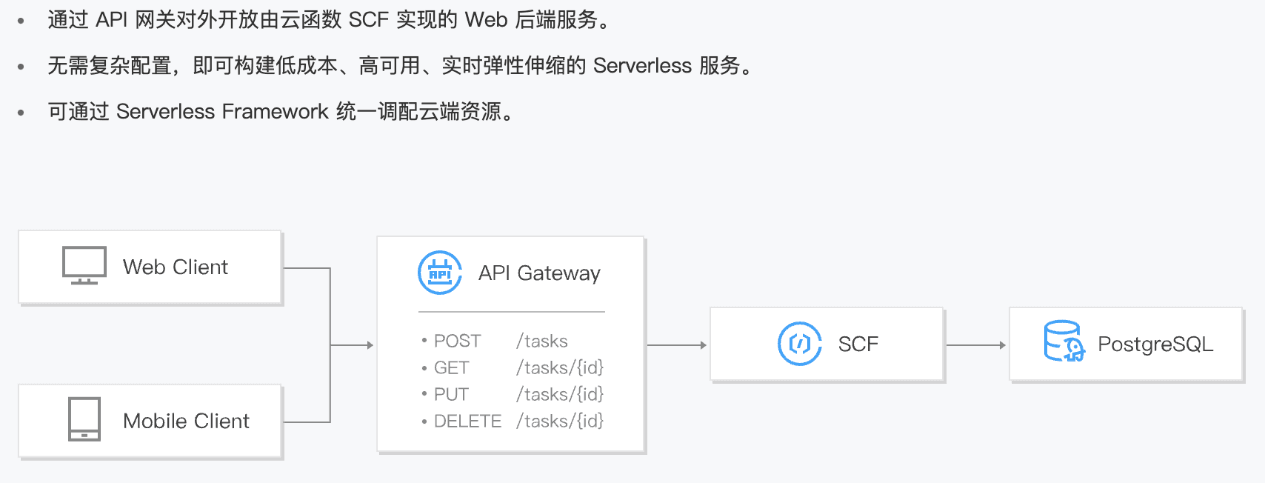 • 通过 API 网关对外开放由云函数 SCF 实现的 Web 后端服务。
• 无需复杂配置，即可构建低成本、高可用、实时弹性伸缩的 Serverless 服务。
• 可通过 Serverless Framework 统一调配云端资源。
Web Client
Mobile Client
API
API Gateway
• POST /tasks
• GET /tasks/{id}
• PUT /tasks/{id}
• DELETE /tasks/{id}
SCF
PostgreSQL